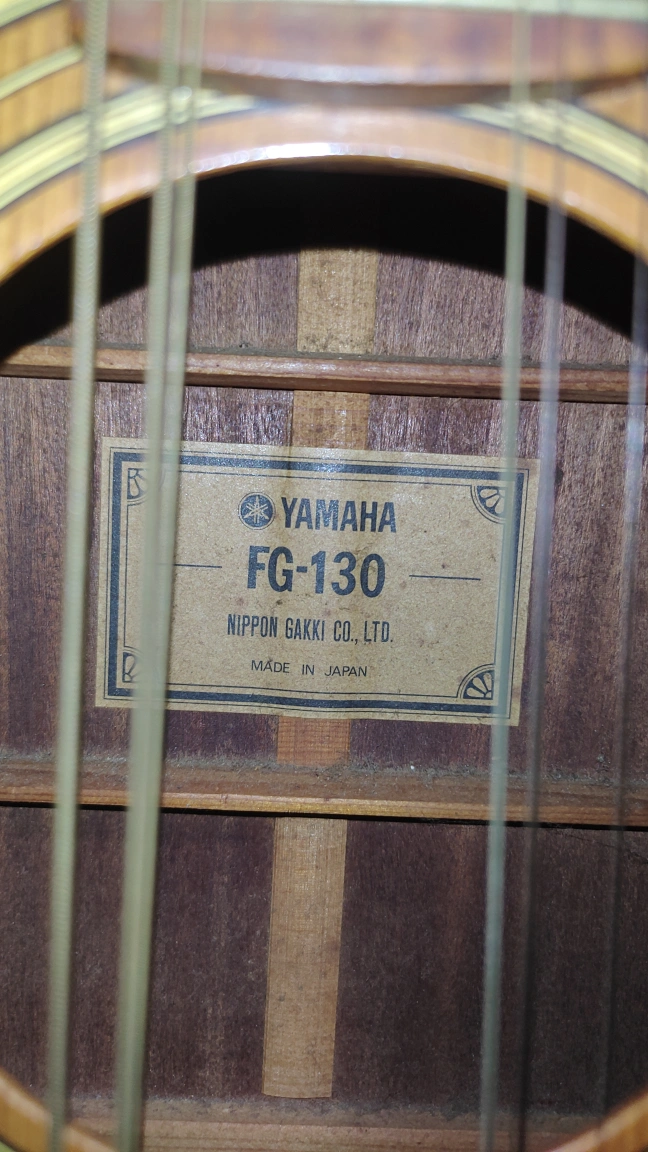 YAMAHA
FG-130
NIPPON GAKKI CO., LTD.
MADE IN JAPAN